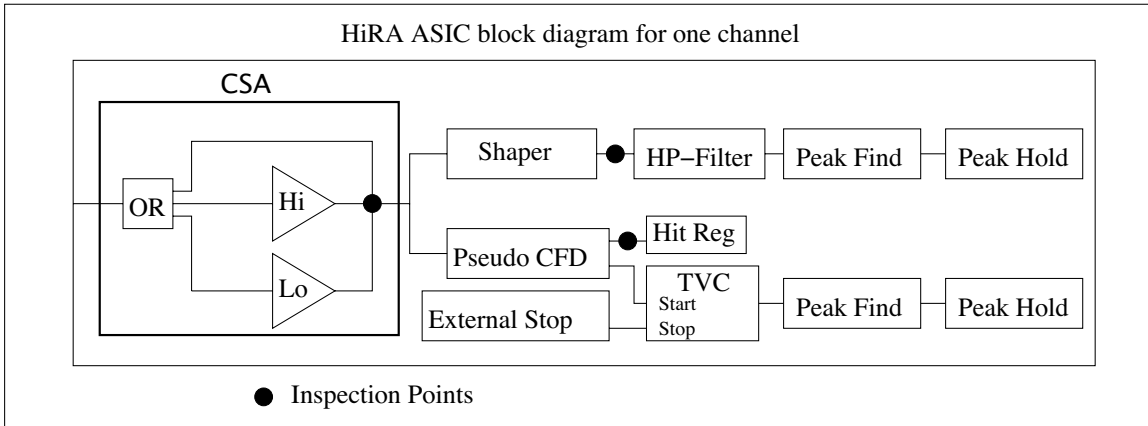 HiRA ASIC block diagram for one channel
CSA
OR
Hi
Lo
Shaper
HP−Filter
Peak Find
Peak Hold
Pseudo CFD
Hit Reg
External Stop
TVC
Start
Stop
Peak Find
Peak Hold
Inspection Points